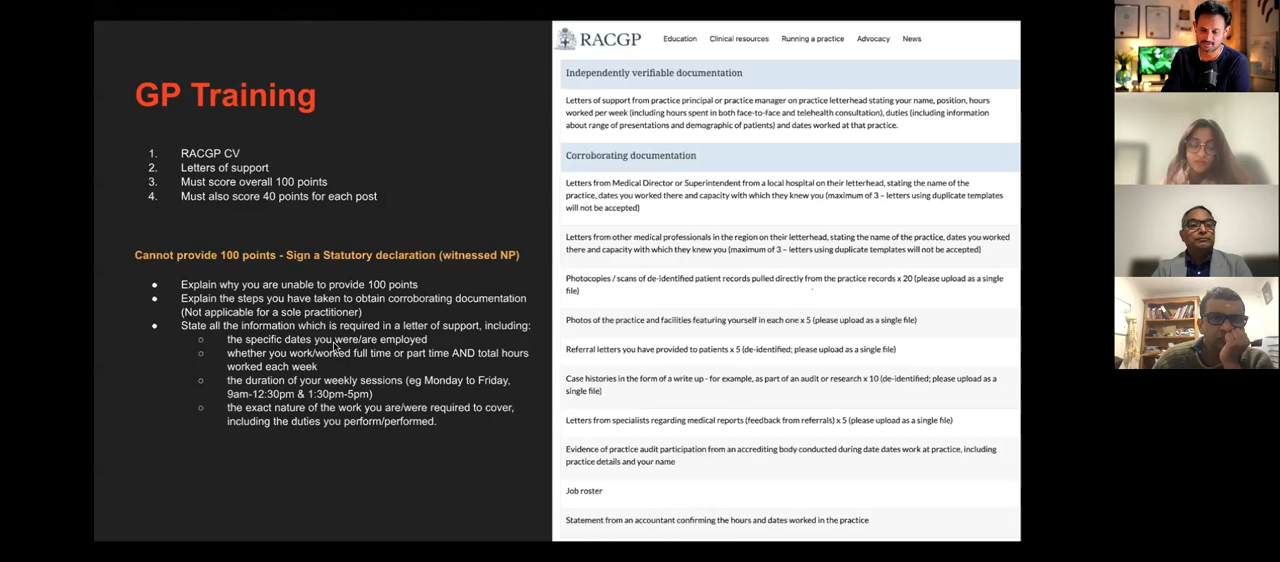 GP Training
1. RACGP CV
2. Letters of support
3. Must score overall 100 points
4. Must also score 40 points for each post
Cannot provide 100 points - Sign a Statutory declaration (witnessed NP)
● Explain why you are unable to provide 100 points
● Explain the steps you have taken to obtain corroborating documentation
(Not applicable for a sole practitioner)
● State all the information which is required in a letter of support, including:
○ the specific dates you were/are employed
○ whether you work/worked full time or part time AND total hours
worked each week
○ the duration of your weekly sessions (eg Monday to Friday,
9am-12:30pm & 1:30pm-5pm)
○ the exact nature of the work you are/were required to cover,
including the duties you perform/performed.
RACGP Education Clinical resources Running a practice Advocacy News
Independently verifiable documentation
Letters of support from practice principal or practice manager on practice letterhead stating your name, position, hours
worked per week (including hours spent in both face-to-face and telehealth consultation), duties (including information
about range of presentations and demographic of patients) and dates worked at that practice.
Corroborating documentation
Letters from Medical Director or Superintendent from a local hospital on their letterhead, stating the name of the
practice, dates you worked there and capacity with which they knew you (maximum of 3 – letters using duplicate templates
will not be accepted)
Letters from other medical professionals in the region on their letterhead, stating the name of the practice, dates you worked
there and capacity with which they knew you (maximum of 3 – letters using duplicate templates will not be accepted)
Photocopies / scans of de-identified patient records pulled directly from the practice records x 20 (please upload as a single
file)
Photos of the practice and facilities featuring yourself in each one x 5 (please upload as a single file)
Referral letters you have provided to patients x 5 (de-identified; please upload as a single file)
Case histories in the form of a write up - for example, as part of an audit or research x 10 (de-identified; please upload as a
single file)
Letters from specialists regarding medical reports (feedback from referrals) x 5 (please upload as a single file)
Evidence of practice audit participation from an accrediting body conducted during date dates work at practice, including
practice details and your name
Job roster
Statement from an accountant confirming the hours and dates worked in the practice